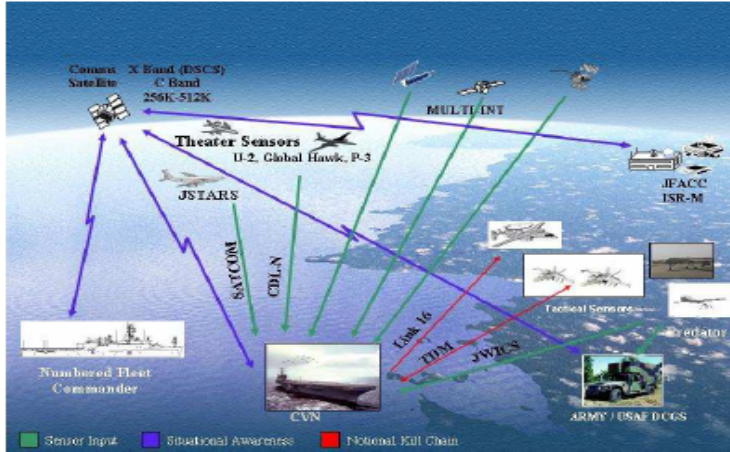 Comms X Band (DSCS)
Satellite C Band
256K-512K
MULTI-INT
Theater Sensors
U-2, Global Hawk, P-3
JSTARS
JFACC
ISR-M
SATCOM
CDLN
Link 16
TDM
JWICS
Tactical Sensors
Predator
Numbered Fleet
Commander
CVN
ARMY / USAF DCGS
Sensor Input Situational Awareness Notional Kill Chain